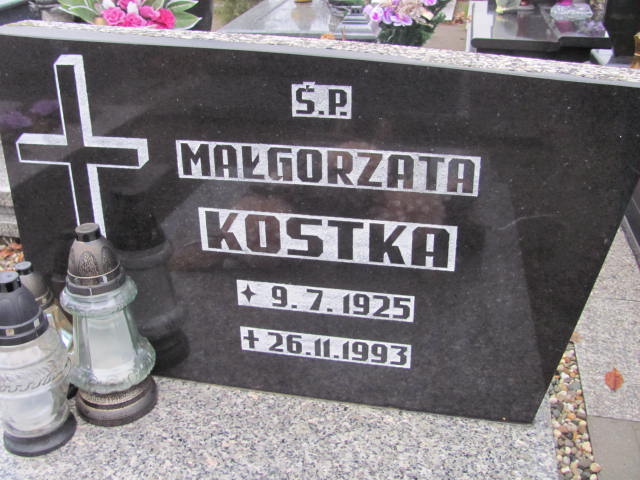 Ś.P.
MAŁGORZATA
KOSTKA
✦ 9.7.1925
✝ 26.11.1993